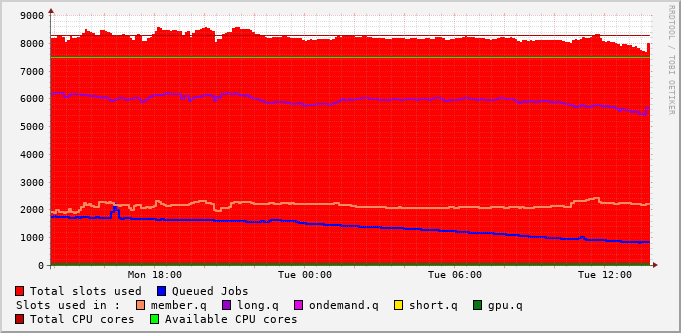 9000
8000
7000
6000
5000
4000
3000
2000
1000
0
Mon 18:00 Tue 00:00 Tue 06:00 Tue 12:00
RRDTOOL / TOBI OETIKER
Total slots used Queued Jobs
Slots used in : member.q long.q ondemand.q short.q gpu.q
Total CPU cores Available CPU cores